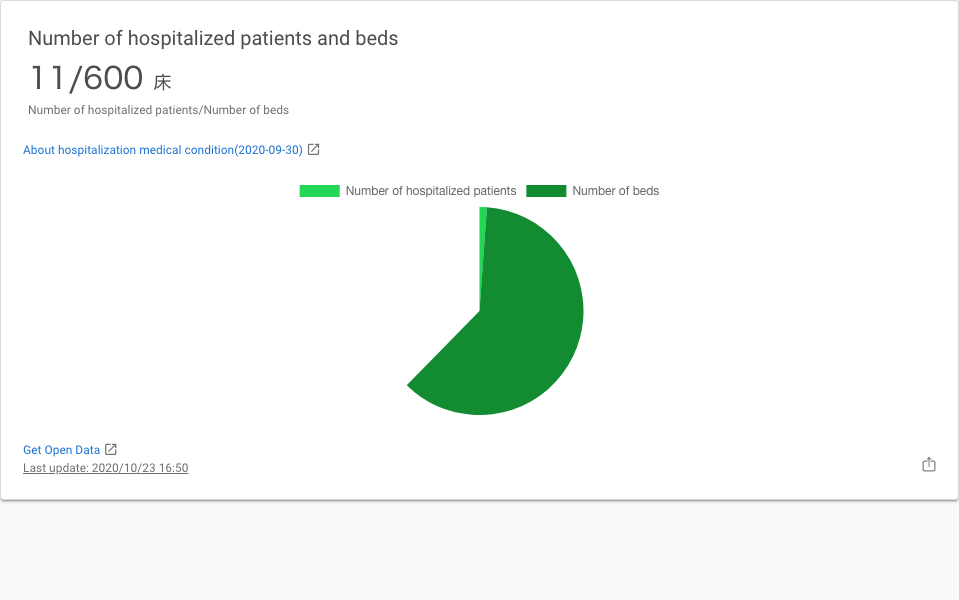 Number of hospitalized patients and beds
11/600 床
Number of hospitalized patients/Number of beds
About hospitalization medical condition(2020-09-30)
Number of hospitalized patients Number of beds
Get Open Data
Last update: 2020/10/23 16:50